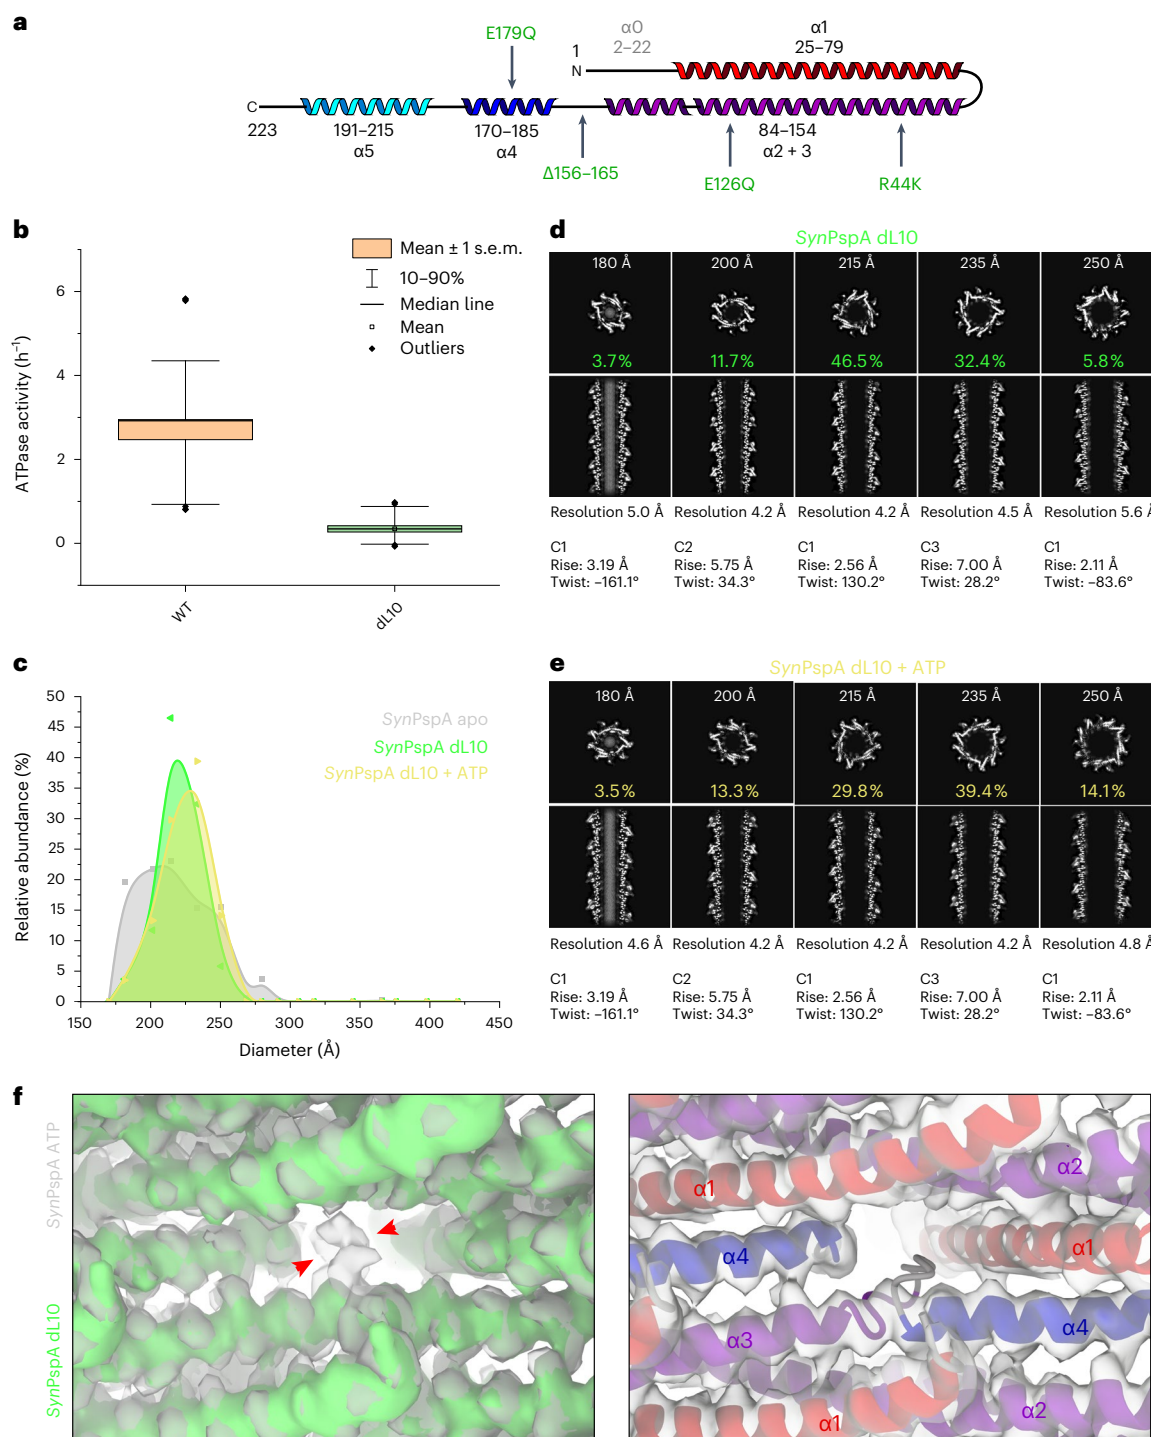 a
E179Q
1
N
α0
2–22
α1
25–79
C
223
191–215
α5
170–185
α4
84–154
α2 + 3
Δ156–165
E126Q
R44K
b
Mean ± 1 s.e.m.
10–90%
Median line
Mean
Outliers
ATPase activity (h⁻¹)
6
4
2
0
WT
dL10
d
SynPspA dL10
180 Å 200 Å 215 Å 235 Å 250 Å
3.7% 11.7% 46.5% 32.4% 5.8%
Resolution 5.0 Å Resolution 4.2 Å Resolution 4.2 Å Resolution 4.5 Å Resolution 5.6 Å
C1 C2 C1 C3 C1
Rise: 3.19 Å Rise: 5.75 Å Rise: 2.56 Å Rise: 7.00 Å Rise: 2.11 Å
Twist: –161.1° Twist: 34.3° Twist: 130.2° Twist: 28.2° Twist: –83.6°
c
50
45
40
35
30
25
20
15
10
5
0
Relative abundance (%)
SynPspA apo
SynPspA dL10
SynPspA dL10 + ATP
150 200 250 300 350 400 450
Diameter (Å)
e
SynPspA dL10 + ATP
180 Å 200 Å 215 Å 235 Å 250 Å
3.5% 13.3% 29.8% 39.4% 14.1%
Resolution 4.6 Å Resolution 4.2 Å Resolution 4.2 Å Resolution 4.2 Å Resolution 4.8 Å
C1 C2 C1 C3 C1
Rise: 3.19 Å Rise: 5.75 Å Rise: 2.56 Å Rise: 7.00 Å Rise: 2.11 Å
Twist: –161.1° Twist: 34.3° Twist: 130.2° Twist: 28.2° Twist: –83.6°
f
SynPspA ATP
SynPspA dL10
α1
α2
α4
α1
α3
α4
α1
α2